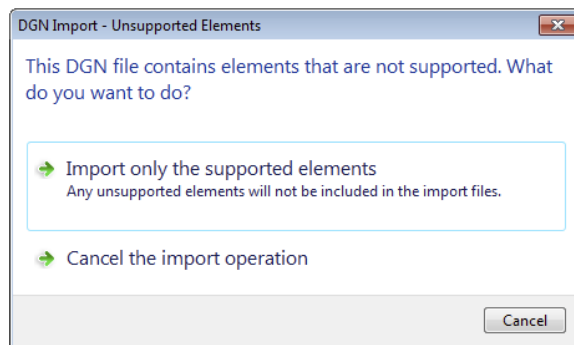 DGN Import - Unsupported Elements
This DGN file contains elements that are not supported. What
do you want to do?
Import only the supported elements
Any unsupported elements will not be included in the import files.
Cancel the import operation
Cancel